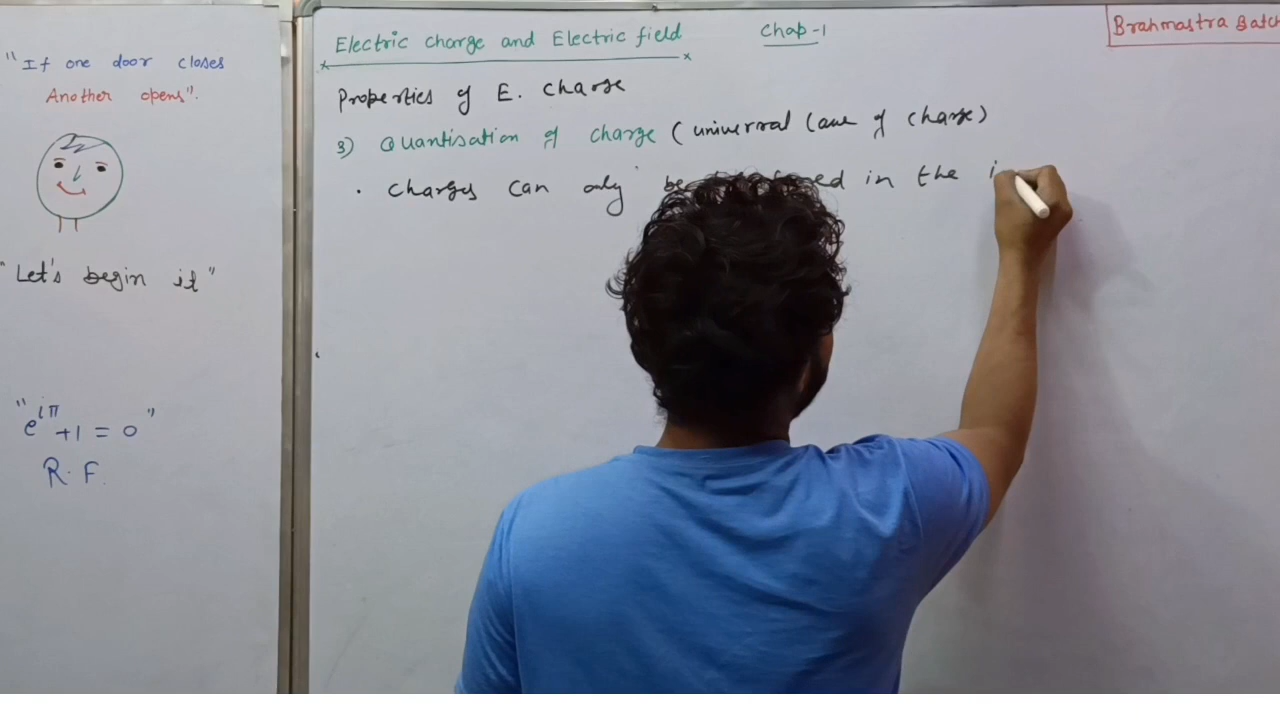 "If one door closes
Another opens".
"Let's begin it"
"e^iπ +1 = 0"
R. F.
Electric charge and Electric field
Chap-1
Brahmastra Batch
Properties of E. Charge
3) Quantisation of charge (universal law of charge)
• Charges can only be in the i